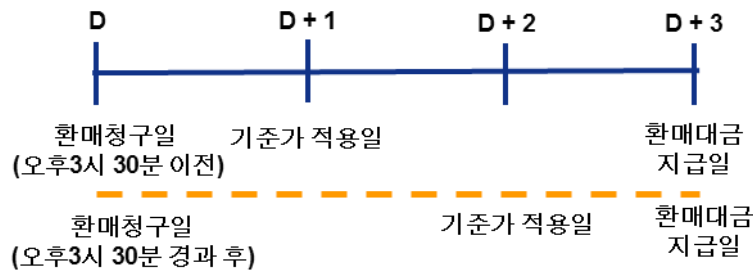 D D + 1 D + 2 D + 3
환매청구일 기준가 적용일 환매대금
(오후3시 30분 이전) 지급일
환매청구일 기준가 적용일 환매대금
(오후3시 30분 경과 후) 지급일